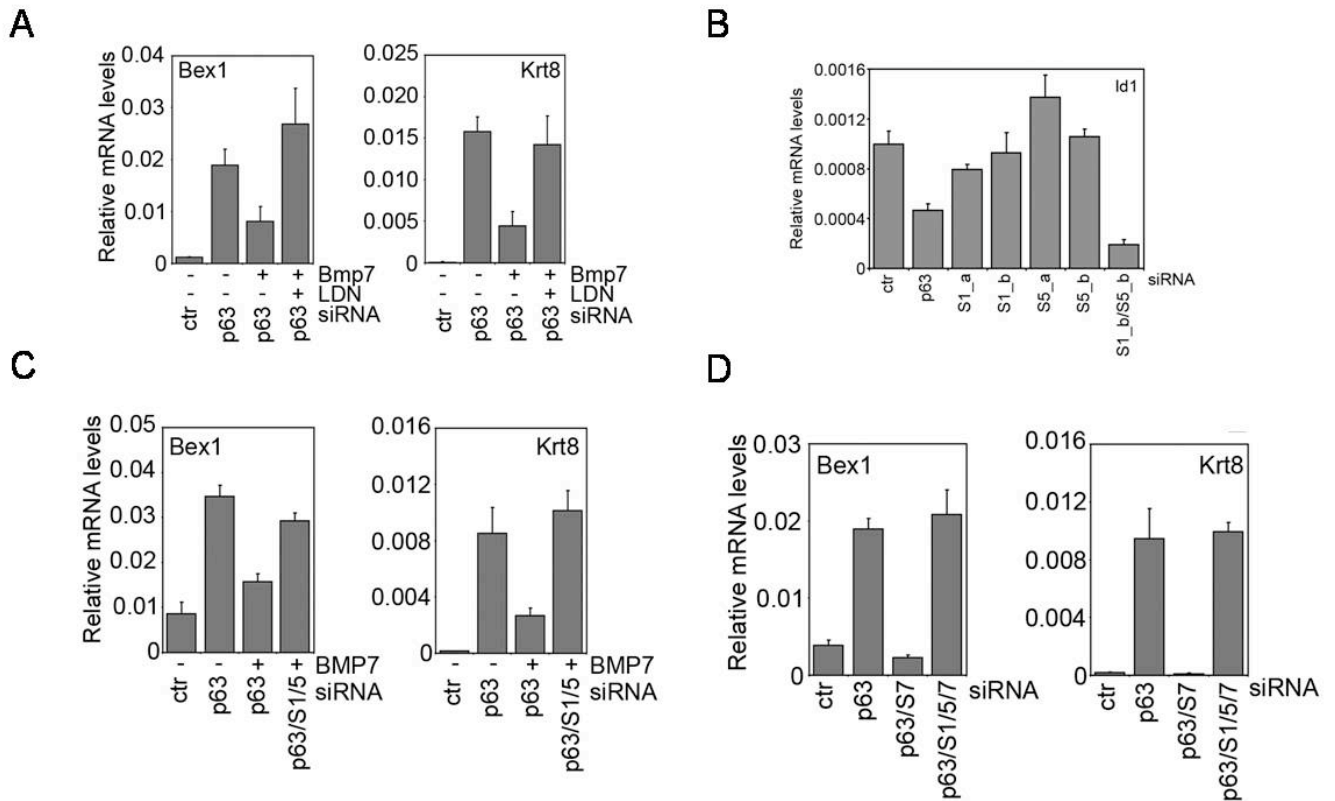 A
Relative mRNA levels
0.04
0.03
0.02
0.01
0
Bex1
- - + + Bmp7
- - - + LDN
ctr p63 p63 p63 siRNA
0.025
0.020
0.015
0.010
0.005
0.000
Krt8
- - + + Bmp7
- - - + LDN
ctr p63 p63 p63 siRNA
B
Relative mRNA levels
0.0016
0.0012
0.0008
0.0004
0
Id1
ctr p63 S1_a S1_b S5_a S5_b S1_b/S5_b siRNA
C
Relative mRNA levels
0.05
0.04
0.03
0.02
0.01
0
Bex1
- - + + BMP7
ctr p63 p63 p63/S1/5 siRNA
0.016
0.012
0.008
0.004
0
Krt8
- - + + BMP7
ctr p63 p63 p63/S1/5 siRNA
D
Relative mRNA levels
0.03
0.02
0.01
0
Bex1
ctr p63 p63/S7 p63/S1/5/7 siRNA
0.016
0.012
0.008
0.004
0
Krt8
ctr p63 p63/S7 p63/S1/5/7 siRNA